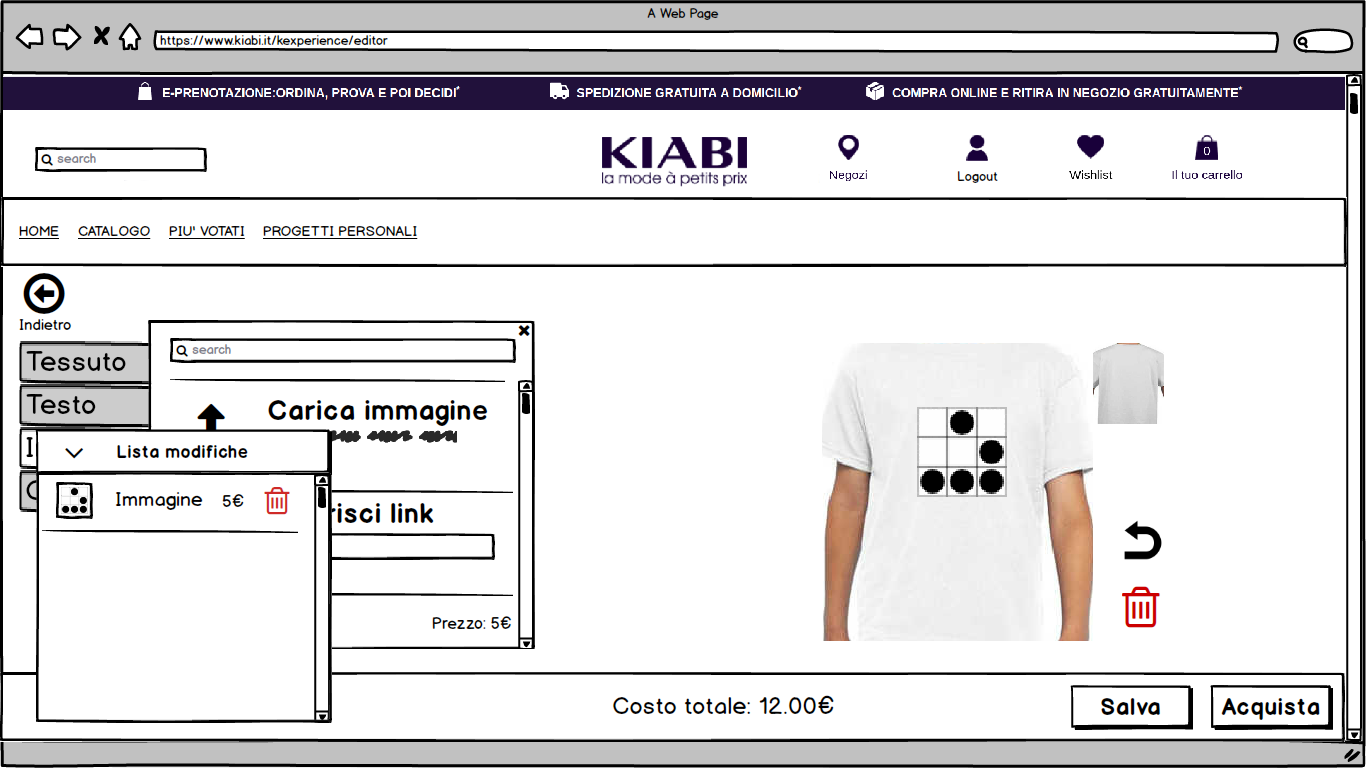 A Web Page
https://www.kiabi.it/kexperience/editor
E-PRENOTAZIONE:ORDINA, PROVA E POI DECIDI*
SPEDIZIONE GRATUITA A DOMICILIO*
COMPRA ONLINE E RITIRA IN NEGOZIO GRATUITAMENTE*
search
KIABI
la mode à petits prix
Negozi
Logout
Wishlist
0
Il tuo carrello
HOME CATALOGO PIU' VOTATI PROGETTI PERSONALI
Indietro
Tessuto
Testo
search
Carica immagine
Lista modifiche
Immagine 5€
risci link
Prezzo: 5€
Costo totale: 12.00€
Salva
Acquista